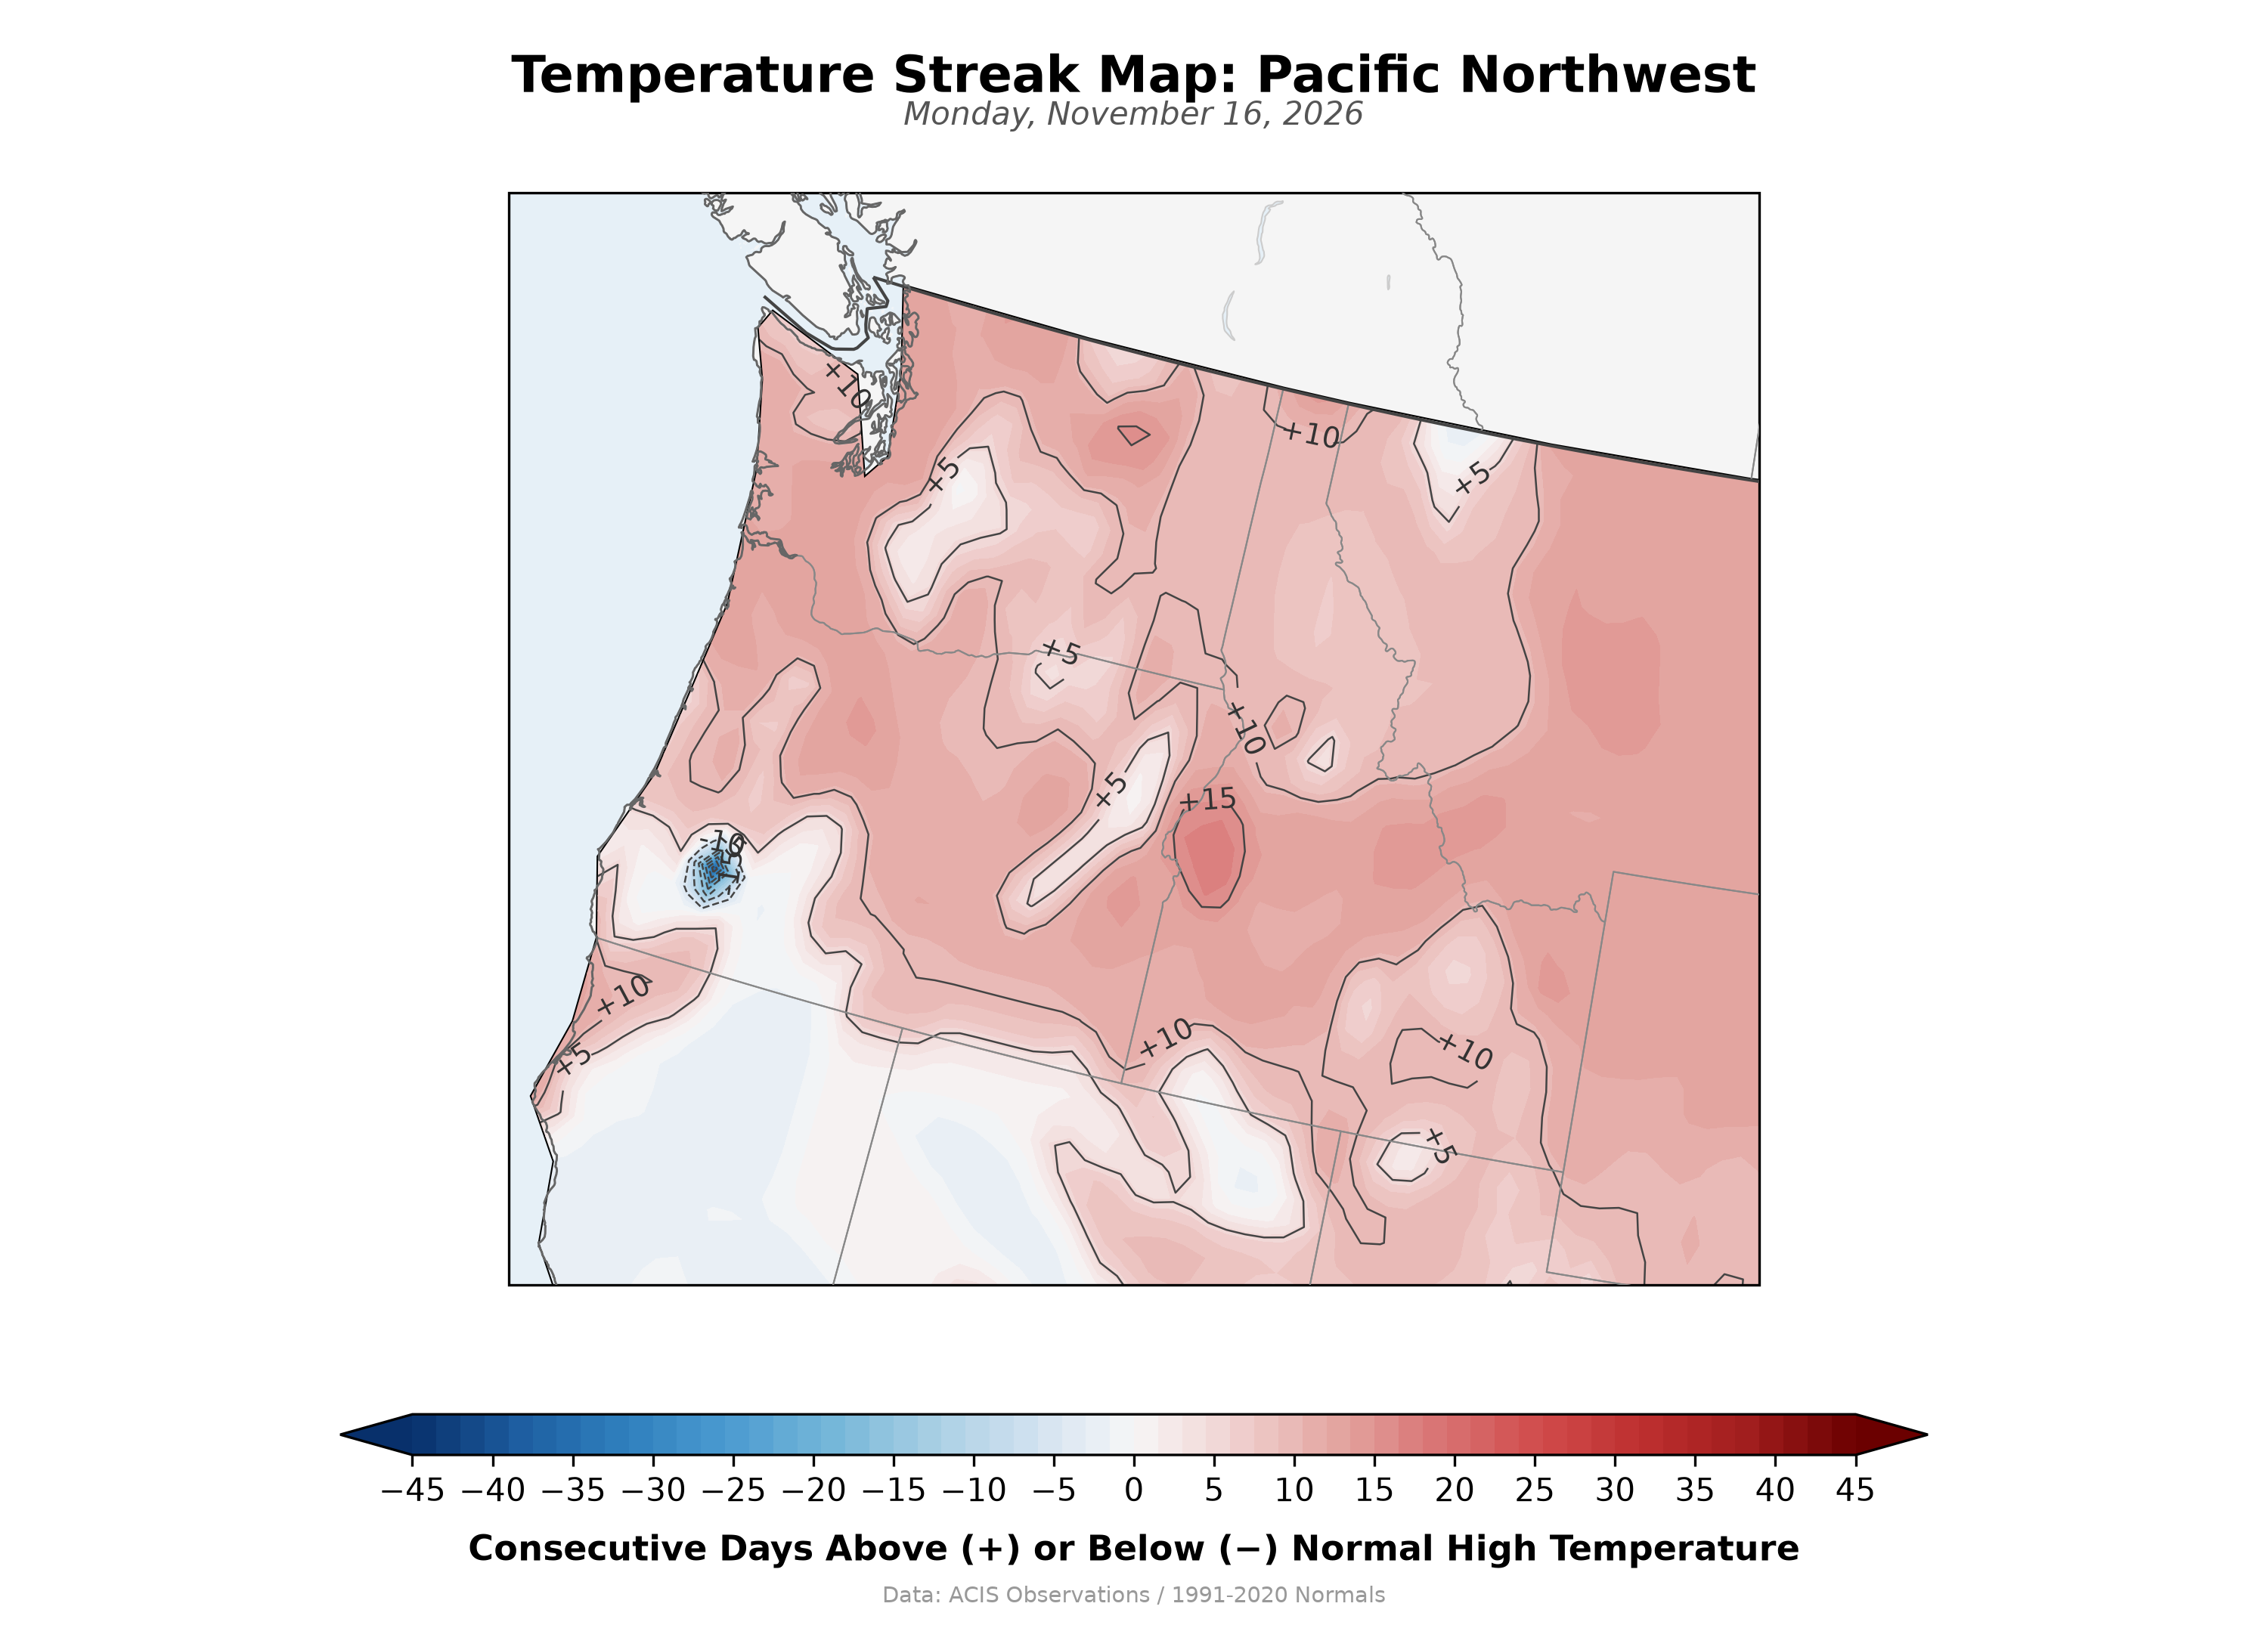 Temperature Streak Map: Pacific Northwest
Monday, November 16, 2026
+10
+10
+5
+5
+5
+10
+5
+15
-10
+10
+5
+10
+10
+5
−45 −40 −35 −30 −25 −20 −15 −10 −5 0 5 10 15 20 25 30 35 40 45
Consecutive Days Above (+) or Below (−) Normal High Temperature
Data: ACIS Observations / 1991-2020 Normals